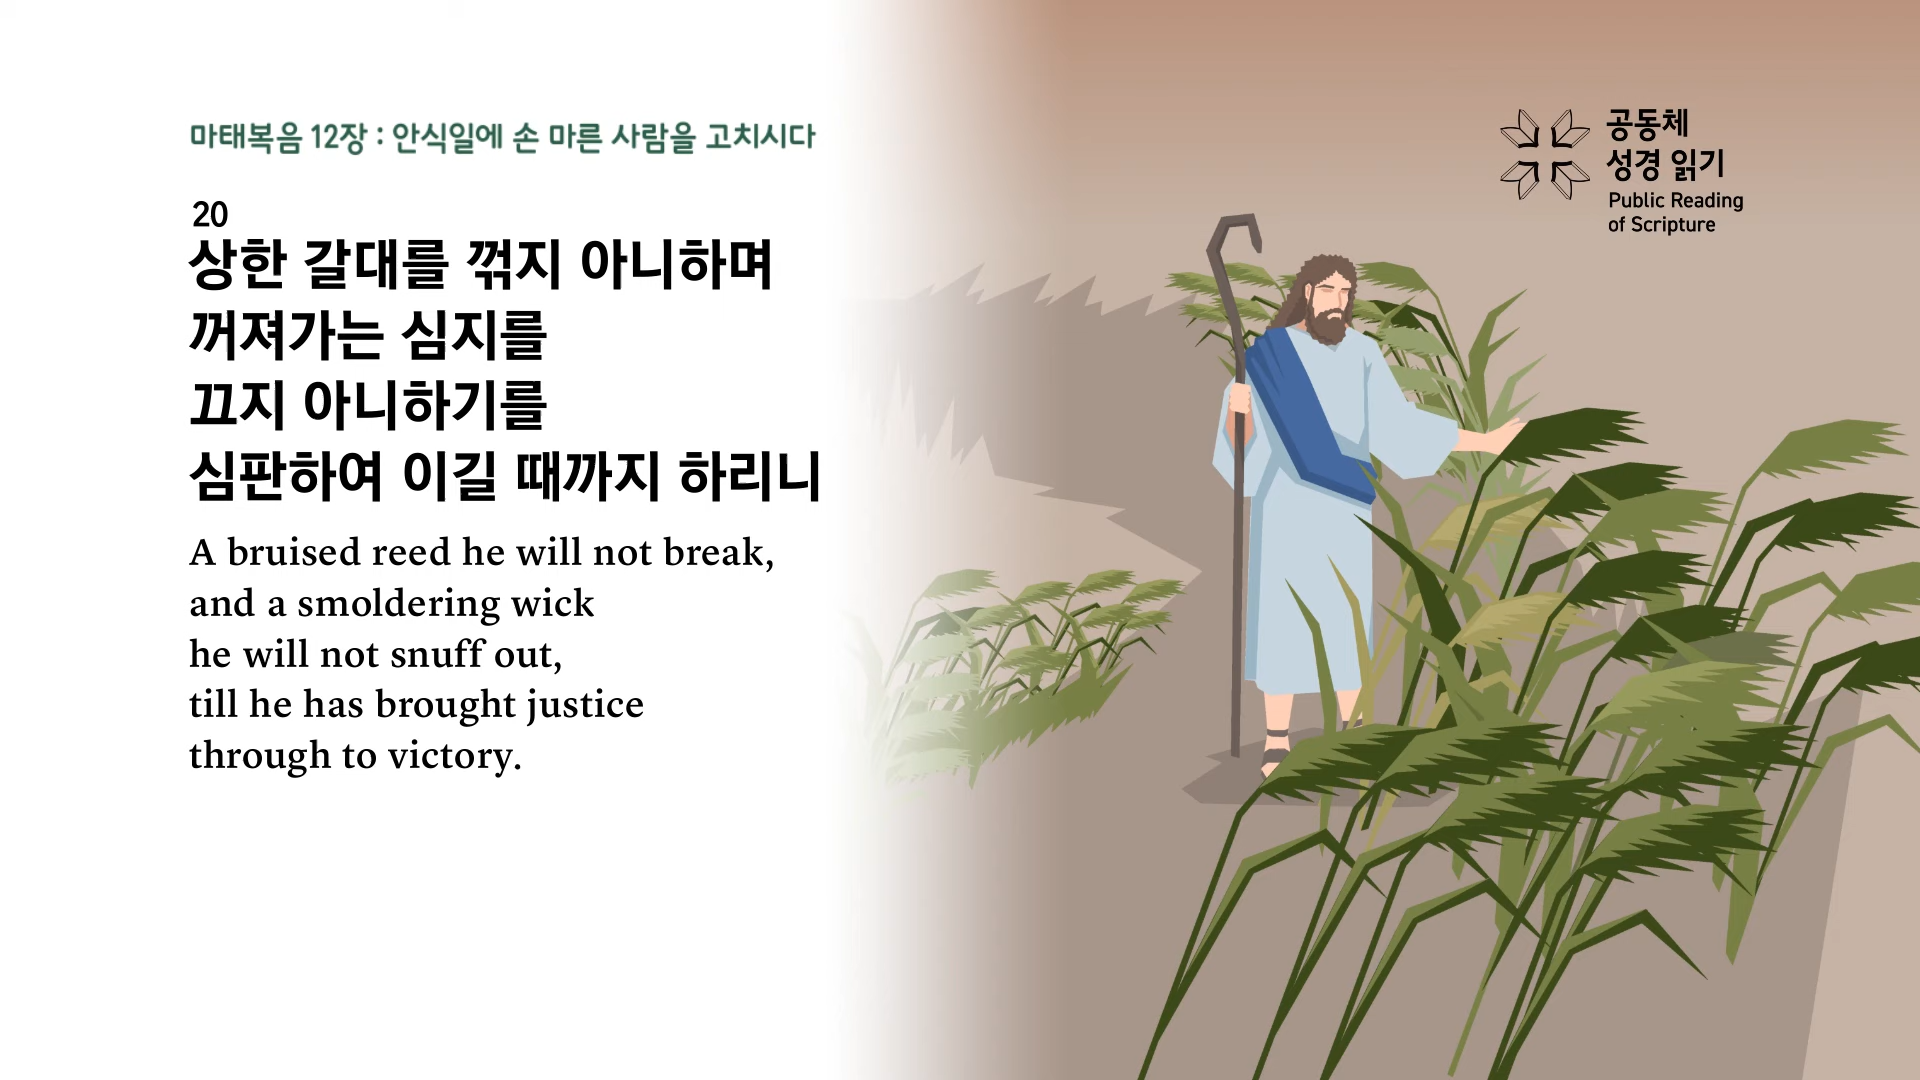 마태복음 12장 : 안식일에 손 마른 사람을 고치시다
20
상한 갈대를 꺾지 아니하며
꺼져가는 심지를
끄지 아니하기를
심판하여 이길 때까지 하리니
A bruised reed he will not break,
and a smoldering wick
he will not snuff out,
till he has brought justice
through to victory.
공동체
성경 읽기
Public Reading
of Scripture